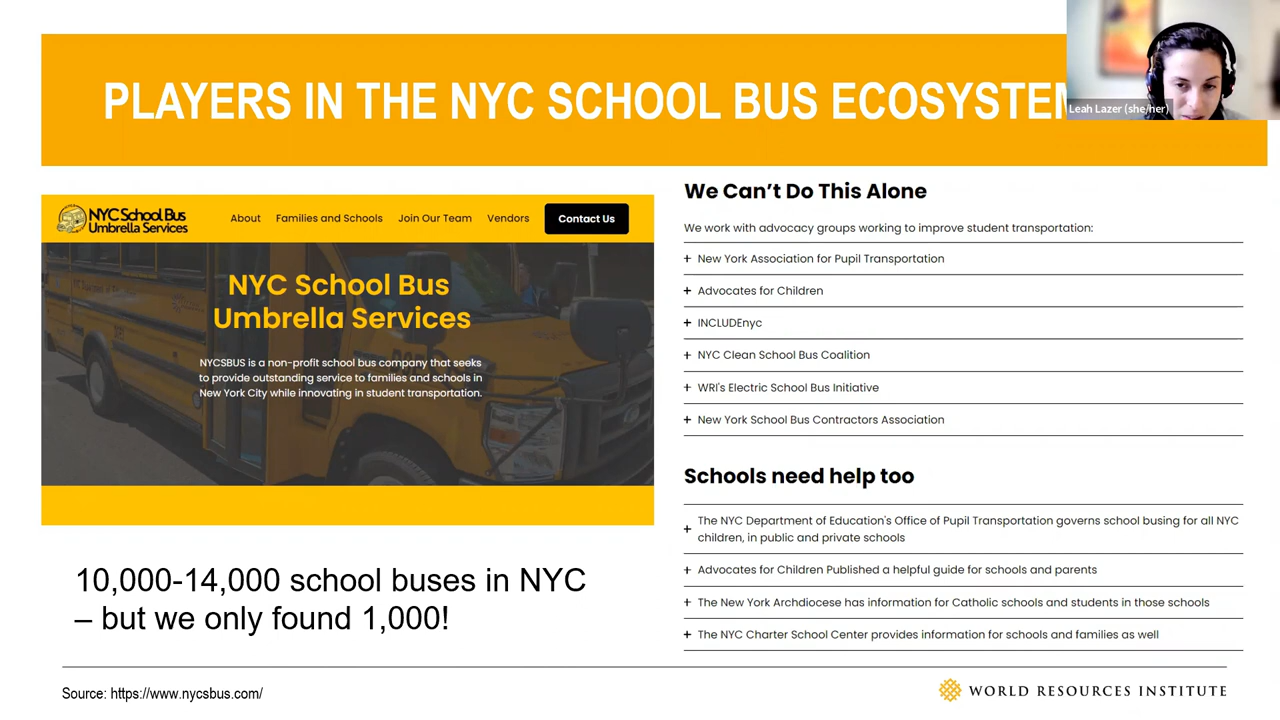 PLAYERS IN THE NYC SCHOOL BUS ECOSYSTEM
Leah Lazer (she/her)
NYC School Bus
Umbrella Services
About Families and Schools Join Our Team Vendors Contact Us
NYC School Bus
Umbrella Services
NYCSBUS is a non-profit school bus company that seeks
to provide outstanding service to families and schools in
New York City while innovating in student transportation.
10,000-14,000 school buses in NYC
– but we only found 1,000!
We Can't Do This Alone
We work with advocacy groups working to improve student transportation:
+ New York Association for Pupil Transportation
+ Advocates for Children
+ INCLUDEnyc
+ NYC Clean School Bus Coalition
+ WRI's Electric School Bus Initiative
+ New York School Bus Contractors Association
Schools need help too
+ The NYC Department of Education's Office of Pupil Transportation governs school busing for all NYC
children, in public and private schools
+ Advocates for Children Published a helpful guide for schools and parents
+ The New York Archdiocese has information for Catholic schools and students in those schools
+ The NYC Charter School Center provides information for schools and families as well
Source: https://www.nycsbus.com/
WORLD RESOURCES INSTITUTE